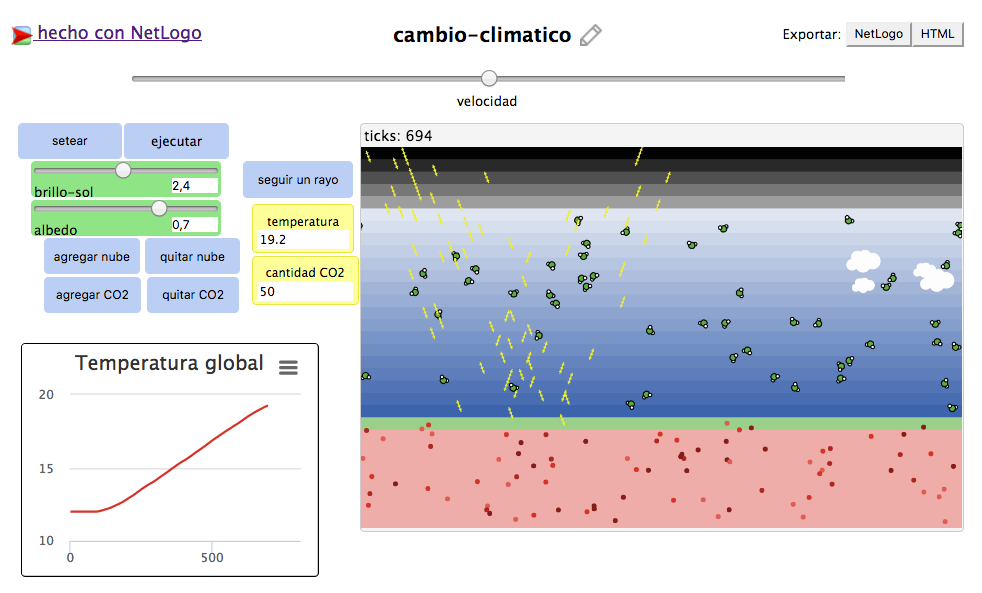 hecho con NetLogo
cambio-climatico
Exportar: NetLogo HTML
velocidad
setear ejecutar
brillo-sol 2,4
albedo 0,7
agregar nube quitar nube
agregar CO2 quitar CO2
seguir un rayo
temperatura
19.2
cantidad CO2
50
ticks: 694
Temperatura global
20
15
10
0 500